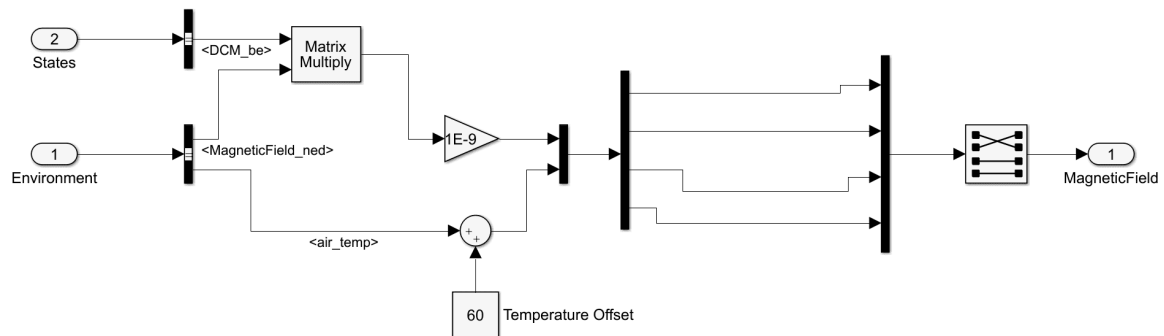 2
States
<DCM_be>
Matrix
Multiply
1E-9
1
Environment
<MagneticField_ned>
<air_temp>
+
+
60
Temperature Offset
1
MagneticField